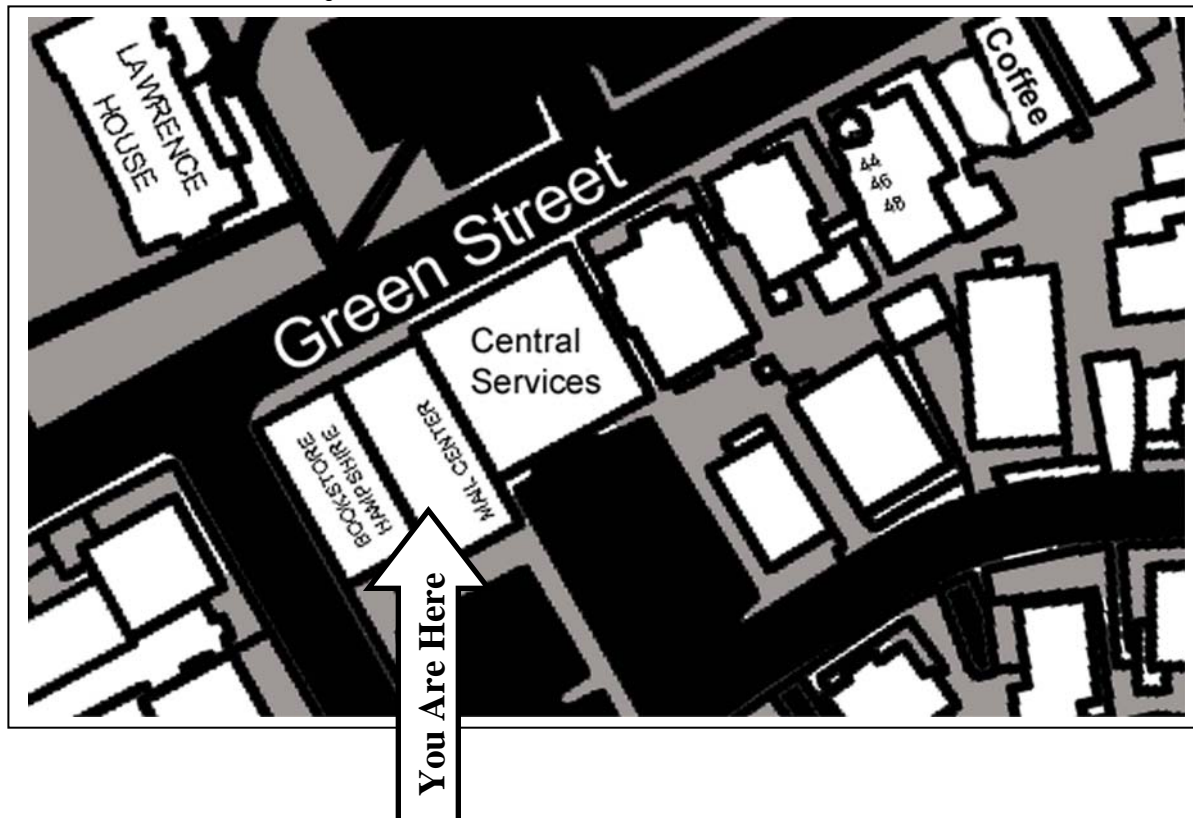 LAWRENCE
HOUSE
Coffee
44
46
48
Green Street
Central
Services
BOOKSTORE
HAMPSHIRE
MAIL CENTER
You Are Here